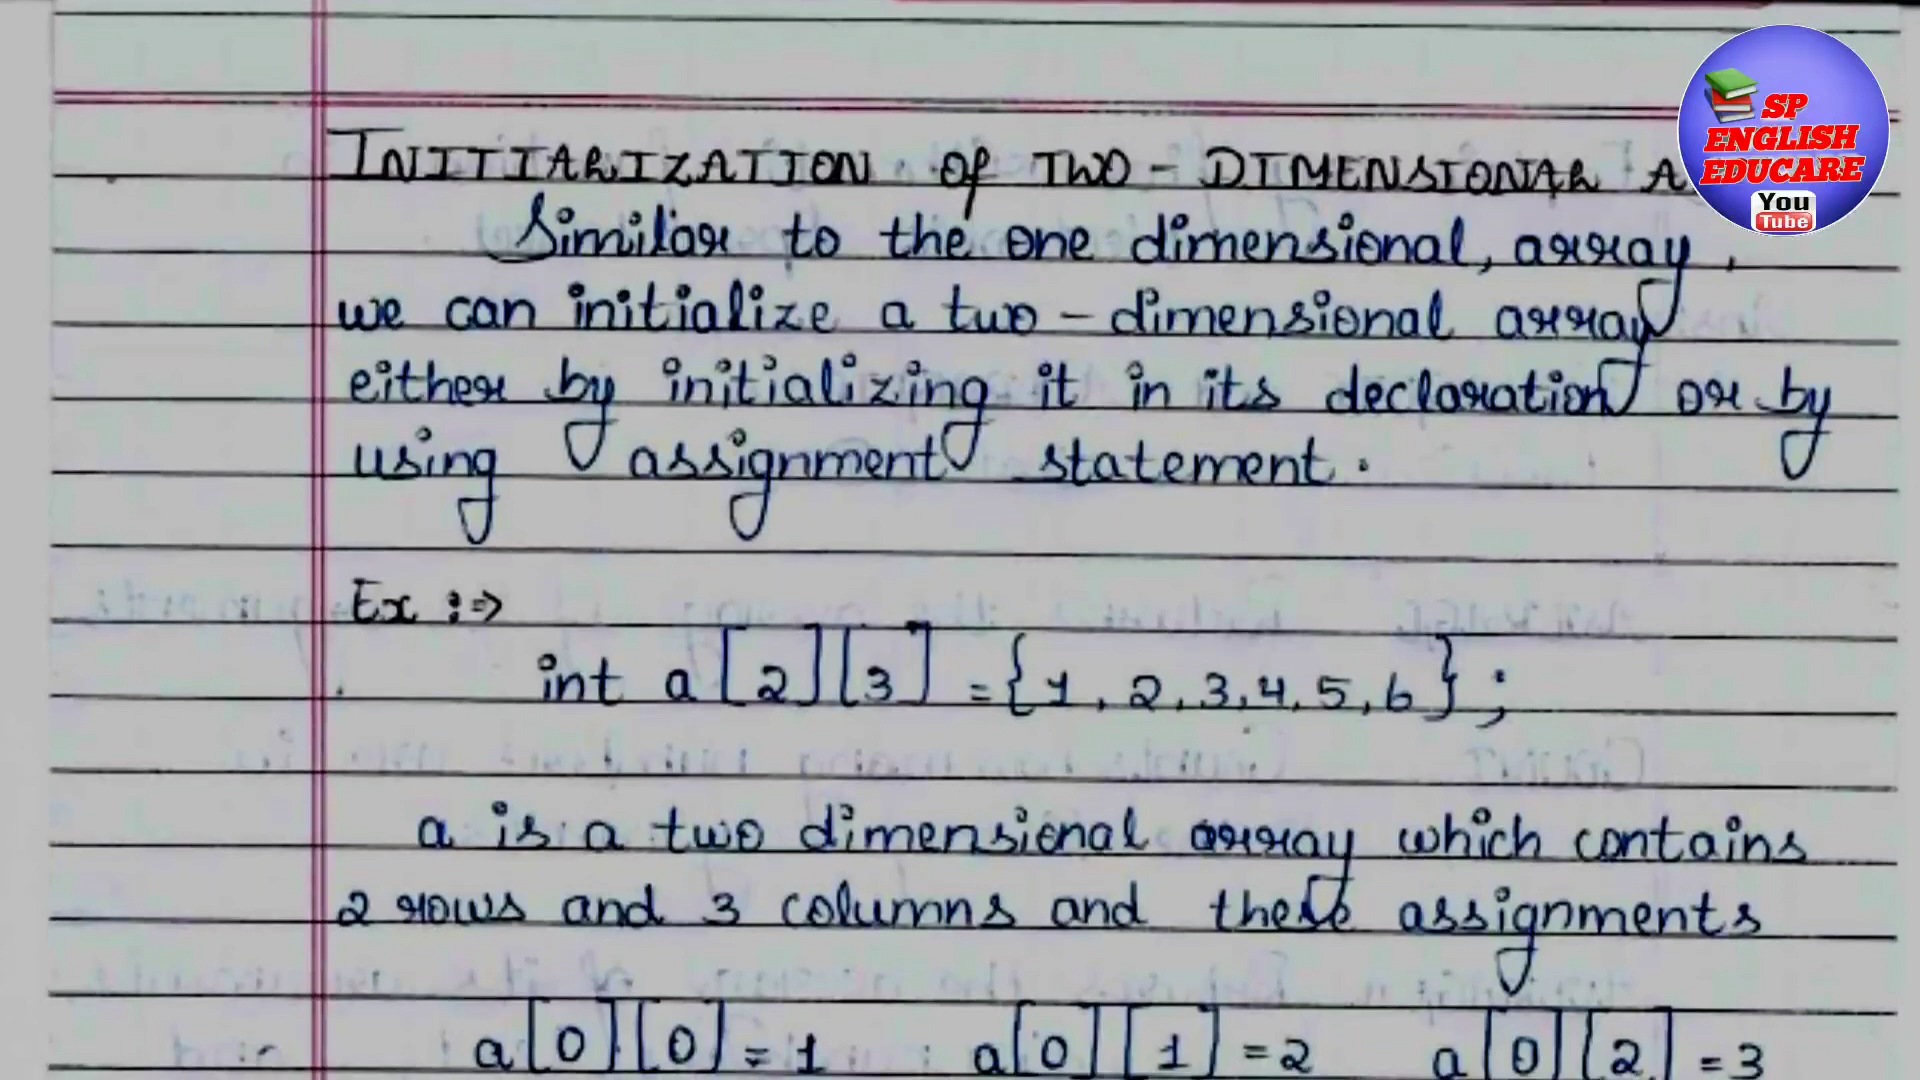 INITIALIZATION Of TWO-DIMENSIONAL A
Similar to the one dimensional, array,
we can initialize a two-dimensional array
either by initializing it in its declaration or by
using assignment statement.
Ex :⇒
int a[2][3] = {1, 2, 3, 4, 5, 6};
a is a two dimensional array which contains
2 rows and 3 columns and these assignments
a[0][0] = 1 a[0][1] = 2 a[0][2] = 3
SP
ENGLISH
EDUCARE
You
Tube